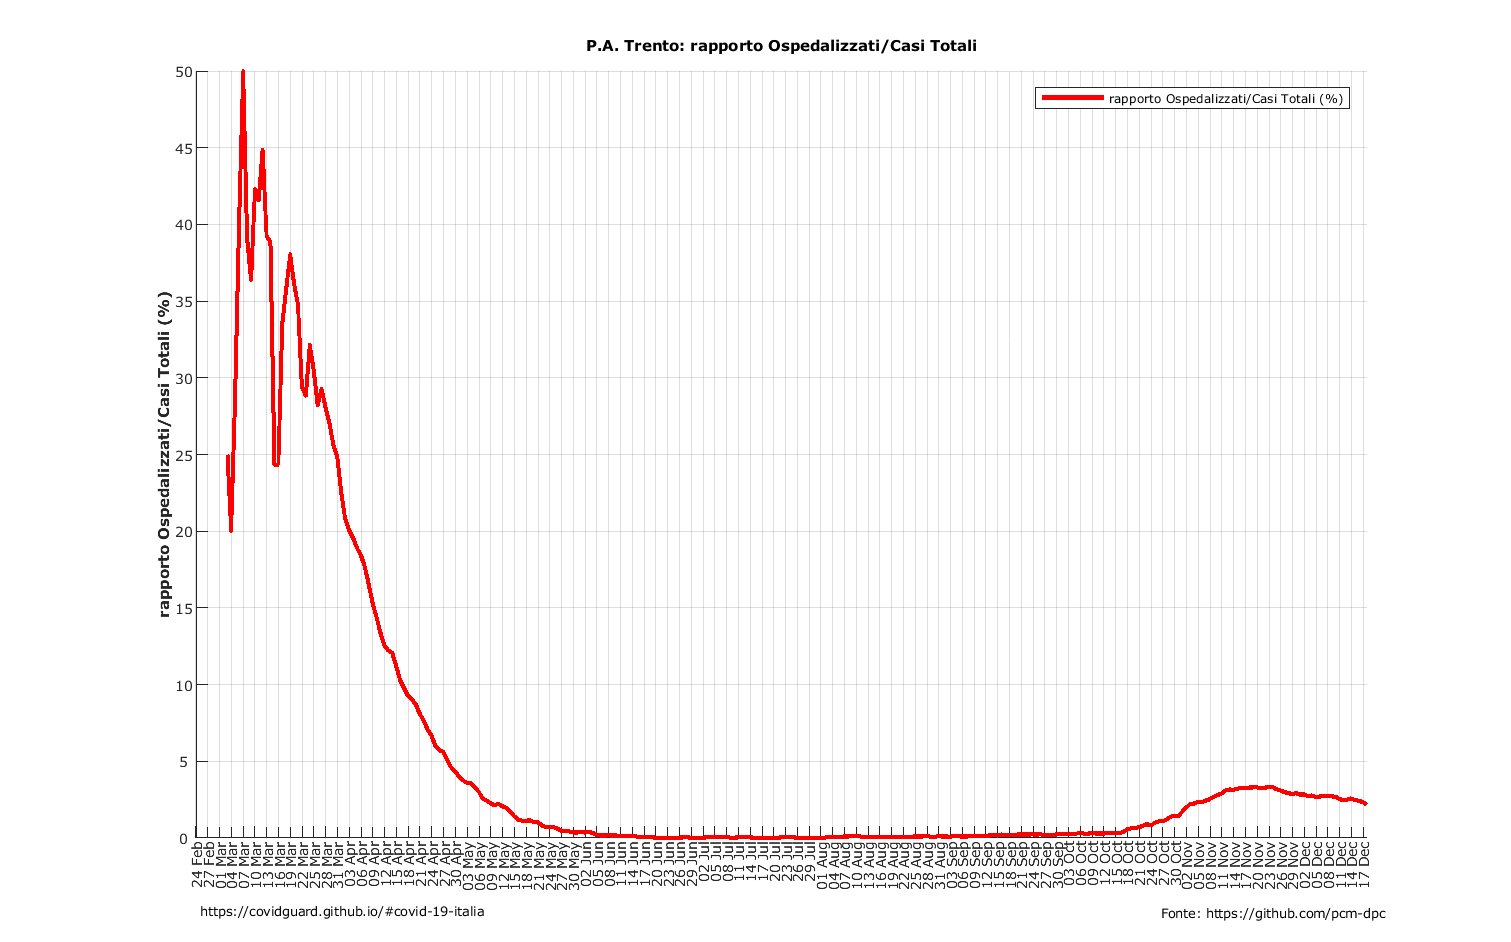 P.A. Trento: rapporto Ospedalizzati/Casi Totali
rapporto Ospedalizzati/Casi Totali (%)
rapporto Ospedalizzati/Casi Totali (%)
50
45
40
35
30
25
20
15
10
5
0
24 Feb
27 Feb
01 Mar
04 Mar
07 Mar
10 Mar
13 Mar
16 Mar
19 Mar
22 Mar
25 Mar
28 Mar
31 Mar
03 Apr
06 Apr
09 Apr
12 Apr
15 Apr
18 Apr
21 Apr
24 Apr
27 Apr
30 Apr
03 May
06 May
09 May
12 May
15 May
18 May
21 May
24 May
27 May
30 May
02 Jun
05 Jun
08 Jun
11 Jun
14 Jun
17 Jun
20 Jun
23 Jun
26 Jun
29 Jun
02 Jul
05 Jul
08 Jul
11 Jul
14 Jul
17 Jul
20 Jul
23 Jul
26 Jul
29 Jul
01 Aug
04 Aug
07 Aug
10 Aug
13 Aug
16 Aug
19 Aug
22 Aug
25 Aug
28 Aug
31 Aug
03 Sep
06 Sep
09 Sep
12 Sep
15 Sep
18 Sep
21 Sep
24 Sep
27 Sep
30 Sep
03 Oct
06 Oct
09 Oct
12 Oct
15 Oct
18 Oct
21 Oct
24 Oct
27 Oct
30 Oct
02 Nov
05 Nov
08 Nov
11 Nov
14 Nov
17 Nov
20 Nov
23 Nov
26 Nov
29 Nov
02 Dec
05 Dec
08 Dec
11 Dec
14 Dec
17 Dec
https://covidguard.github.io/#covid-19-italia
Fonte: https://github.com/pcm-dpc